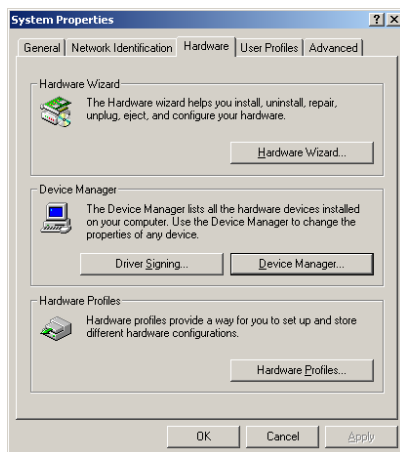 System Properties
General Network Identification Hardware User Profiles Advanced
Hardware Wizard
The Hardware wizard helps you install, uninstall, repair,
unplug, eject, and configure your hardware.
Hardware Wizard...
Device Manager
The Device Manager lists all the hardware devices installed
on your computer. Use the Device Manager to change the
properties of any device.
Driver Signing... Device Manager...
Hardware Profiles
Hardware profiles provide a way for you to set up and store
different hardware configurations.
Hardware Profiles...
OK Cancel Apply